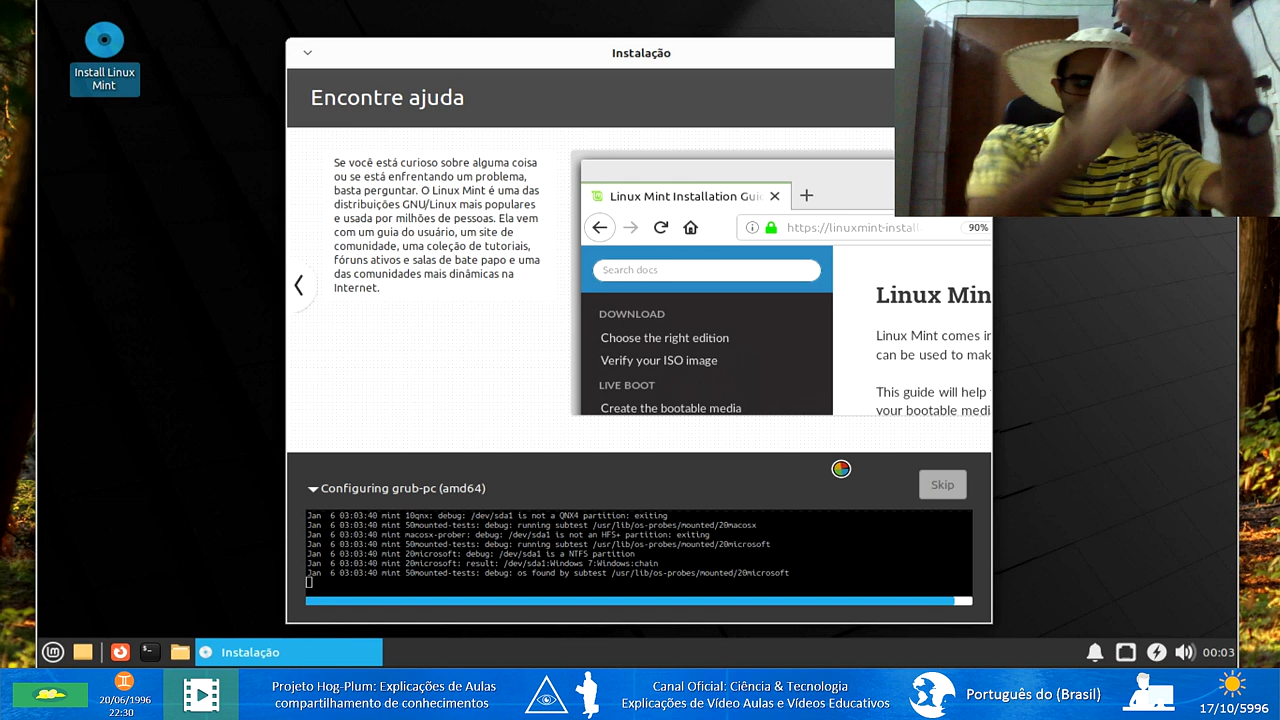 Install Linux
Mint
Instalação
Encontre ajuda
Se você está curioso sobre alguma coisa
ou se está enfrentando um problema,
basta perguntar. O Linux Mint é uma das
distribuições GNU/Linux mais populares
e usada por milhões de pessoas. Ela vem
com um guia do usuário, um site de
comunidade, uma coleção de tutoriais,
fóruns ativos e salas de bate papo e uma
das comunidades mais dinâmicas na
Internet.
Linux Mint Installation Gui
https://linuxmint-install
90%
Search docs
DOWNLOAD
Choose the right edition
Verify your ISO image
LIVE BOOT
Create the bootable media
Linux Min
Linux Mint comes in
can be used to mak
This guide will help
your bootable medi
Configuring grub-pc (amd64)
Skip
Jan 6 03:03:40 mint 10qnx: debug: /dev/sda1 is not a QNX4 partition: exiting
Jan 6 03:03:40 mint 50mounted-tests: debug: running subtest /usr/lib/os-probes/mounted/20macosx
Jan 6 03:03:40 mint macosx-prober: debug: /dev/sda1 is not an HFS+ partition: exiting
Jan 6 03:03:40 mint 50mounted-tests: debug: running subtest /usr/lib/os-probes/mounted/20microsoft
Jan 6 03:03:40 mint 20microsoft: debug: /dev/sda1 is a NTFS partition
Jan 6 03:03:40 mint 20microsoft: result: /dev/sda1:Windows 7:Windows:chain
Jan 6 03:03:40 mint 50mounted-tests: debug: os found by subtest /usr/lib/os-probes/mounted/20microsoft
Instalação
00:03
20/06/1996
22:30
Projeto Hog-Plum: Explicações de Aulas
compartilhamento de conhecimentos
Canal Oficial: Ciência & Tecnologia
Explicações de Vídeo Aulas e Vídeos Educativos
Português do (Brasil)
17/10/5996